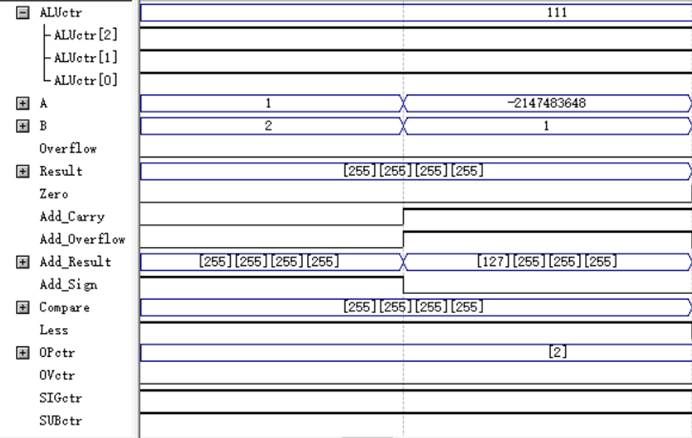 ALUctr 111
ALUctr[2]
ALUctr[1]
ALUctr[0]
A 1 -2147483648
B 2 1
Overflow
Result [255][255][255][255]
Zero
Add_Carry
Add_Overflow
Add_Result [255][255][255][255] [127][255][255][255]
Add_Sign
Compare [255][255][255][255]
Less
OPctr [2]
OVctr
SIGctr
SUBctr